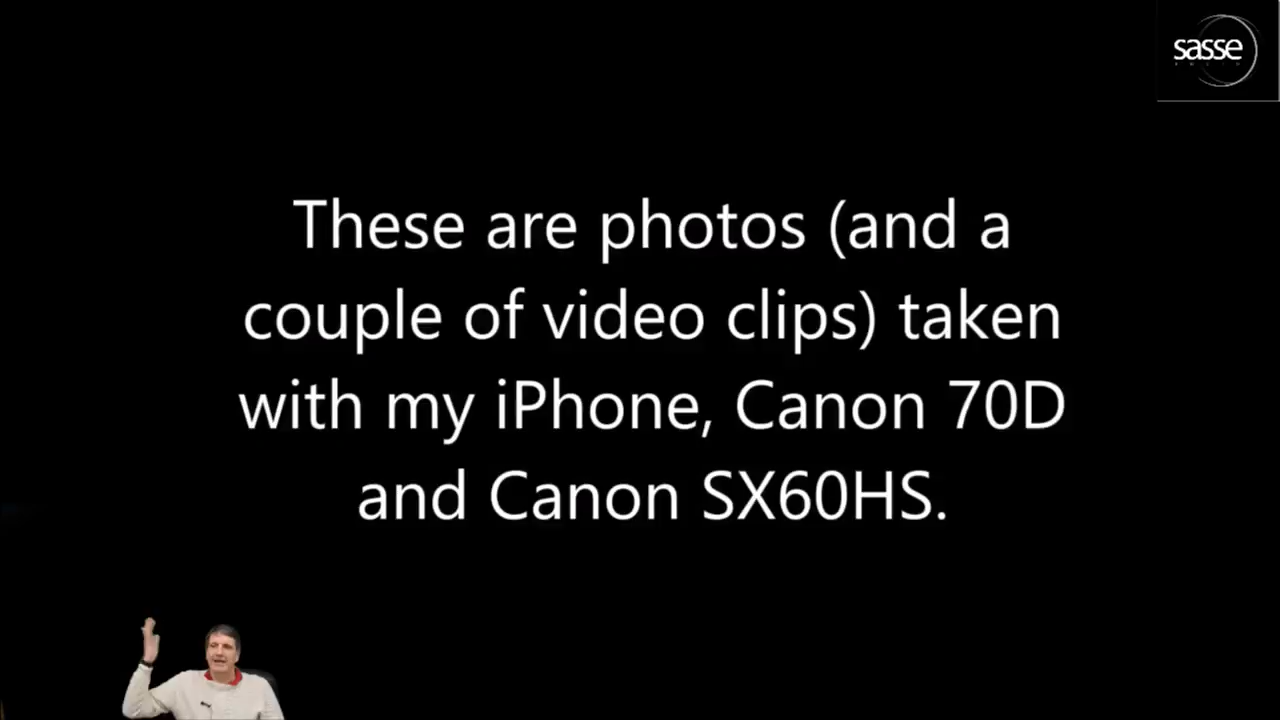 sasse
These are photos (and a
couple of video clips) taken
with my iPhone, Canon 70D
and Canon SX60HS.